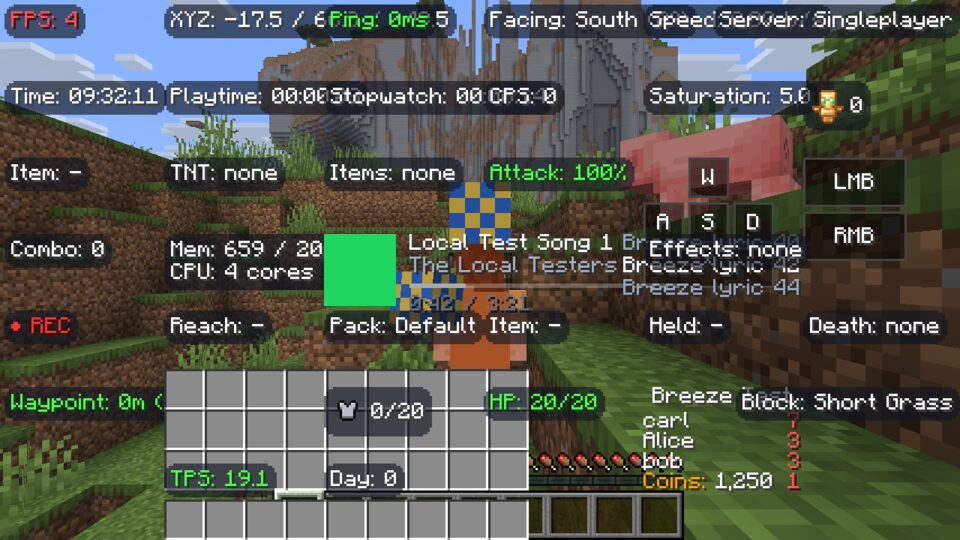 FPS: 4
XYZ: -17.5 / 6
Ping: 0ms
5
Facing: South
Speed
Server: Singleplayer
Time: 09:32:11
Playtime: 00:00
Stopwatch: 00
CPS: 0
Saturation: 5.0
0
Item: -
TNT: none
Items: none
Attack: 100%
W
LMB
A
S
D
RMB
Combo: 0
Mem: 659 / 20
CPU: 4 cores
Local Test Song 1
The Local Testers
0:42 / 3:21
Effects: none
Breeze lyric 42
Breeze lyric 44
REC
Reach: -
Pack: Default
Item: -
Held: -
Death: none
Waypoint: 0m (
0/20
HP: 20/20
Breeze
Block: Short Grass
carl 7
Alice 3
bob 3
Coins: 1,250 1
TPS: 19.1
Day: 0